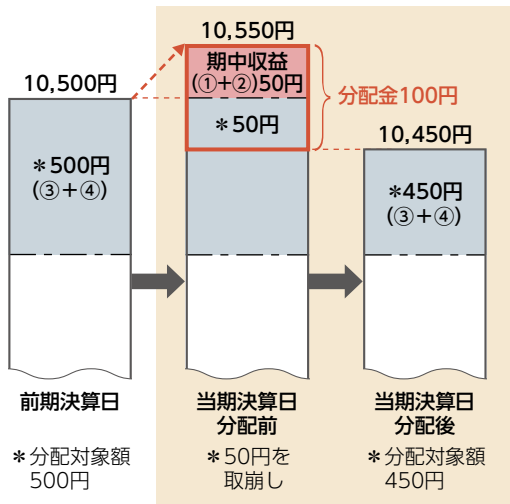 10,550円
10,500円
期中収益
(①+②)50円
分配金100円
*50円
10,450円
*500円
(③+④)
*450円
(③+④)
前期決算日
当期決算日
分配前
当期決算日
分配後
*分配対象額
500円
*50円を
取崩し
*分配対象額
450円